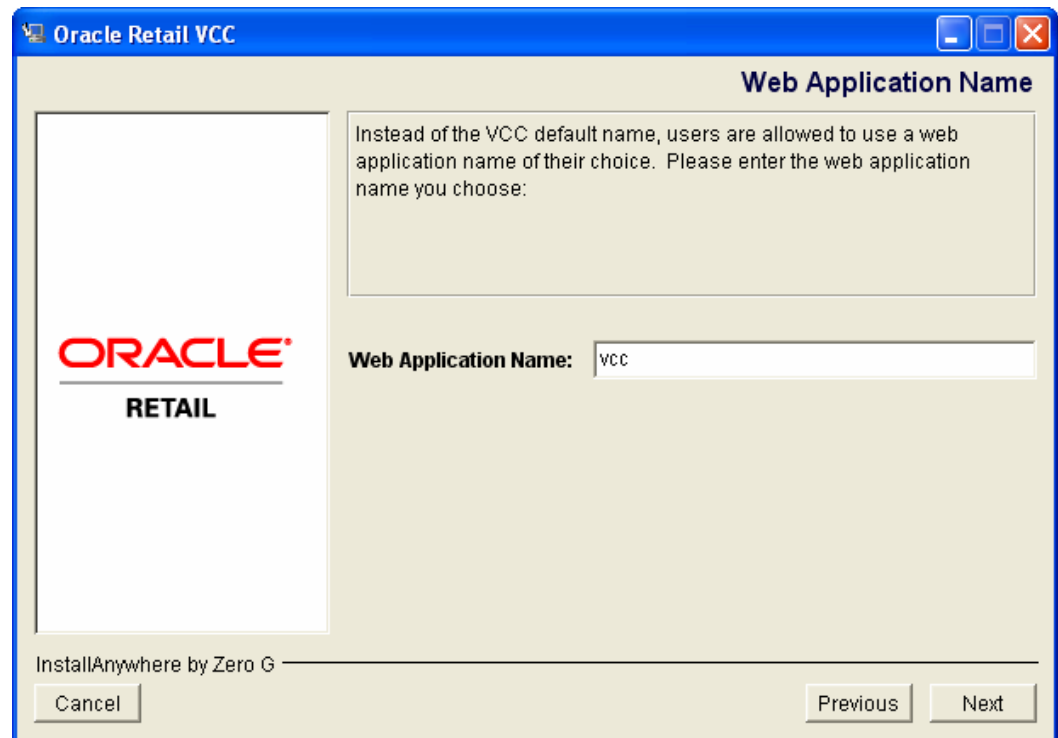 Oracle Retail VCC
Web Application Name
Instead of the VCC default name, users are allowed to use a web
application name of their choice.  Please enter the web application
name you choose:
ORACLE
RETAIL
Web Application Name:
vcc
InstallAnywhere by Zero G
Cancel
Previous
Next